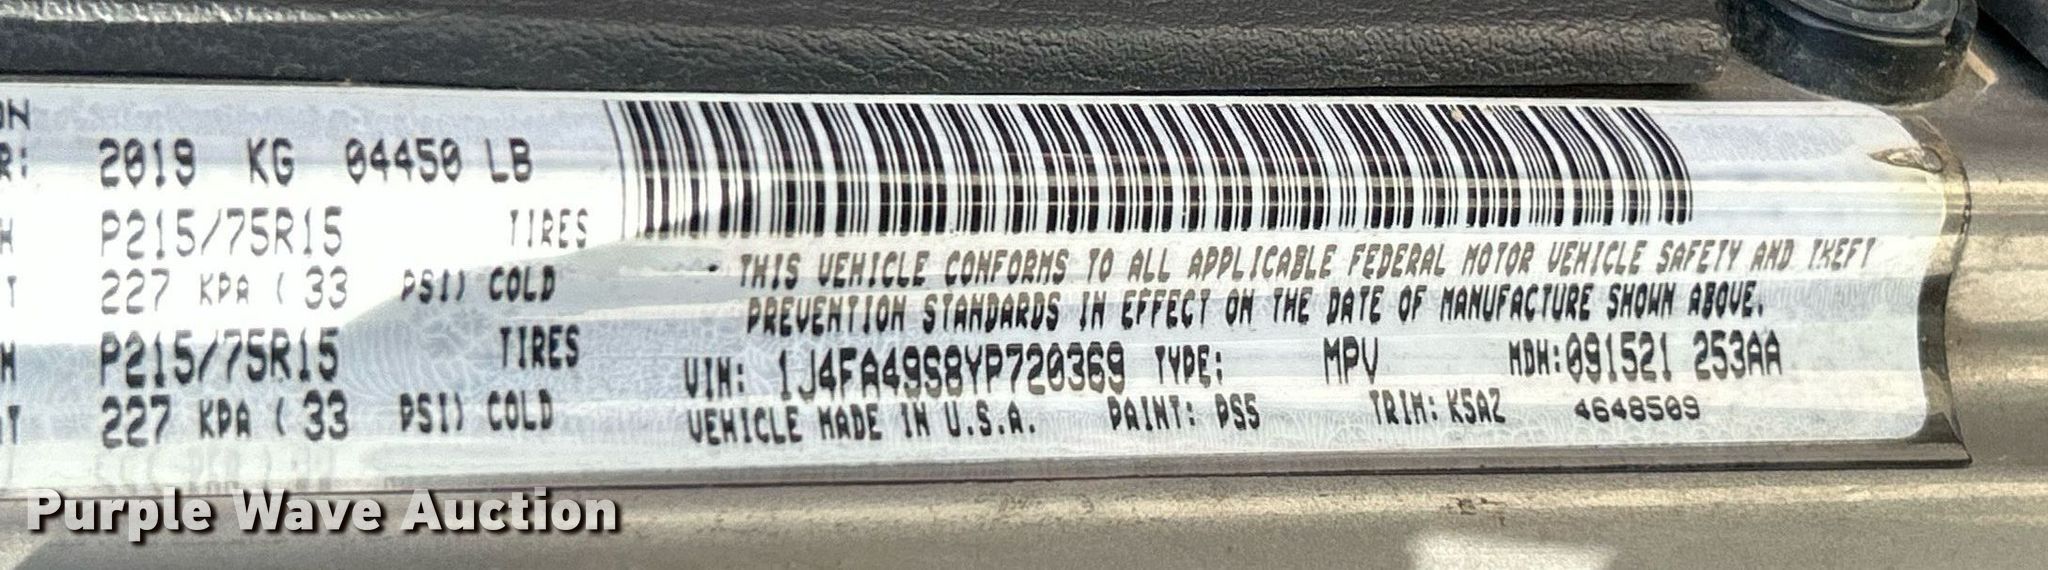 ON
R: 2019 KG 04450 LB
H P215/75R15 TIRES
T 227 KPA ( 33 PSI) COLD
H P215/75R15 TIRES
AT 227 KPA ( 33 PSI) COLD
THIS VEHICLE CONFORMS TO ALL APPLICABLE FEDERAL MOTOR VEHICLE SAFETY AND THEFT
PREVENTION STANDARDS IN EFFECT ON THE DATE OF MANUFACTURE SHOWN ABOVE.
VIN: 1J4FA49S8YP720369 TYPE: MPV MDH:091521 253AA
VEHICLE MADE IN U.S.A. PAINT: PS5 TRIM: K5AZ 4648509
Purple Wave Auction